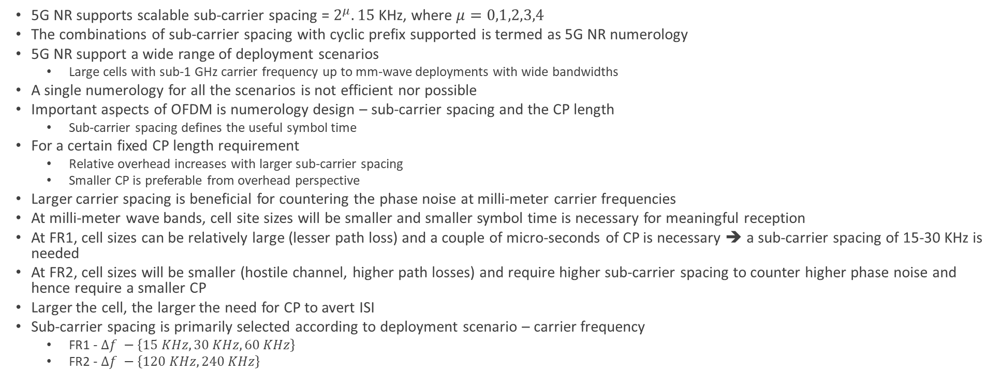 • 5G NR supports scalable sub-carrier spacing = 2^μ. 15 KHz, where μ = 0,1,2,3,4
• The combinations of sub-carrier spacing with cyclic prefix supported is termed as 5G NR numerology
• 5G NR support a wide range of deployment scenarios
• Large cells with sub-1 GHz carrier frequency up to mm-wave deployments with wide bandwidths
• A single numerology for all the scenarios is not efficient nor possible
• Important aspects of OFDM is numerology design – sub-carrier spacing and the CP length
• Sub-carrier spacing defines the useful symbol time
• For a certain fixed CP length requirement
• Relative overhead increases with larger sub-carrier spacing
• Smaller CP is preferable from overhead perspective
• Larger carrier spacing is beneficial for countering the phase noise at milli-meter carrier frequencies
• At milli-meter wave bands, cell site sizes will be smaller and smaller symbol time is necessary for meaningful reception
• At FR1, cell sizes can be relatively large (lesser path loss) and a couple of micro-seconds of CP is necessary ➔ a sub-carrier spacing of 15-30 KHz is
needed
• At FR2, cell sizes will be smaller (hostile channel, higher path losses) and require higher sub-carrier spacing to counter higher phase noise and
hence require a smaller CP
• Larger the cell, the larger the need for CP to avert ISI
• Sub-carrier spacing is primarily selected according to deployment scenario – carrier frequency
• FR1 - Δf − {15 KHz, 30 KHz, 60 KHz}
• FR2 - Δf − {120 KHz, 240 KHz}